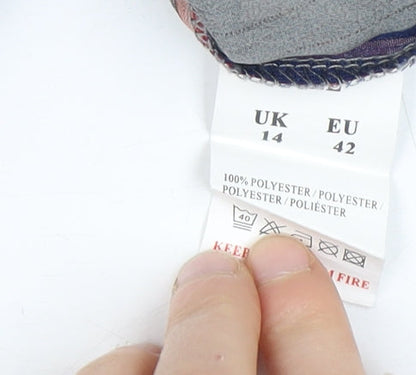 UK EU
14 42
100% POLYESTER / POLYESTER /
POLYESTER / POLIÉSTER
40
KEEP FIRE